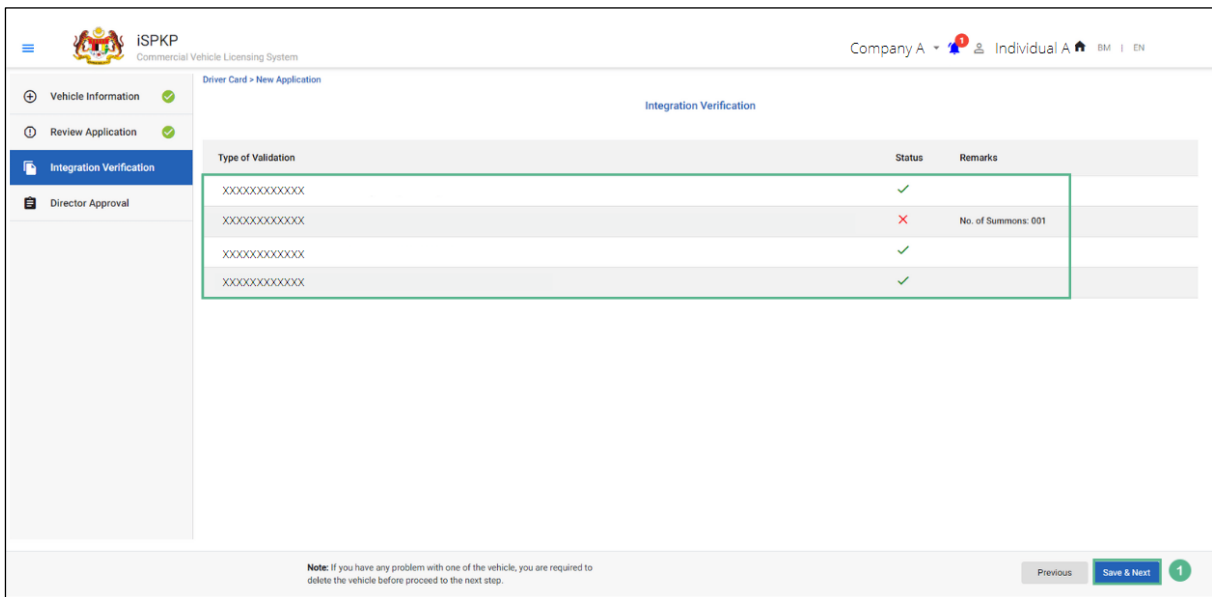 iSPKP
Commercial Vehicle Licensing System
Company A
1
Individual A
BM | EN
Vehicle Information
Review Application
Integration Verification
Director Approval
Driver Card > New Application
Integration Verification
Type of Validation Status Remarks
XXXXXXXXXXXX
XXXXXXXXXXXX No. of Summons: 001
XXXXXXXXXXXX
XXXXXXXXXXXX
Note: If you have any problem with one of the vehicle, you are required to
delete the vehicle before proceed to the next step.
Previous
Save & Next
1